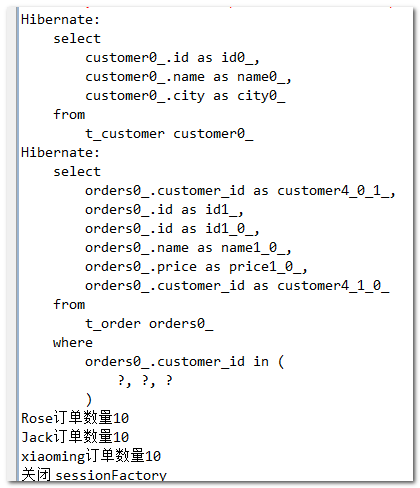 Hibernate:
    select
        customer0_.id as id0_,
        customer0_.name as name0_,
        customer0_.city as city0_
    from
        t_customer customer0_
Hibernate:
    select
        orders0_.customer_id as customer4_0_1_,
        orders0_.id as id1_,
        orders0_.id as id1_0_,
        orders0_.name as name1_0_,
        orders0_.price as price1_0_,
        orders0_.customer_id as customer4_1_0_
    from
        t_order orders0_
    where
        orders0_.customer_id in (
            ?, ?, ?
        )
Rose订单数量10
Jack订单数量10
xiaoming订单数量10
关闭 sessionFactory